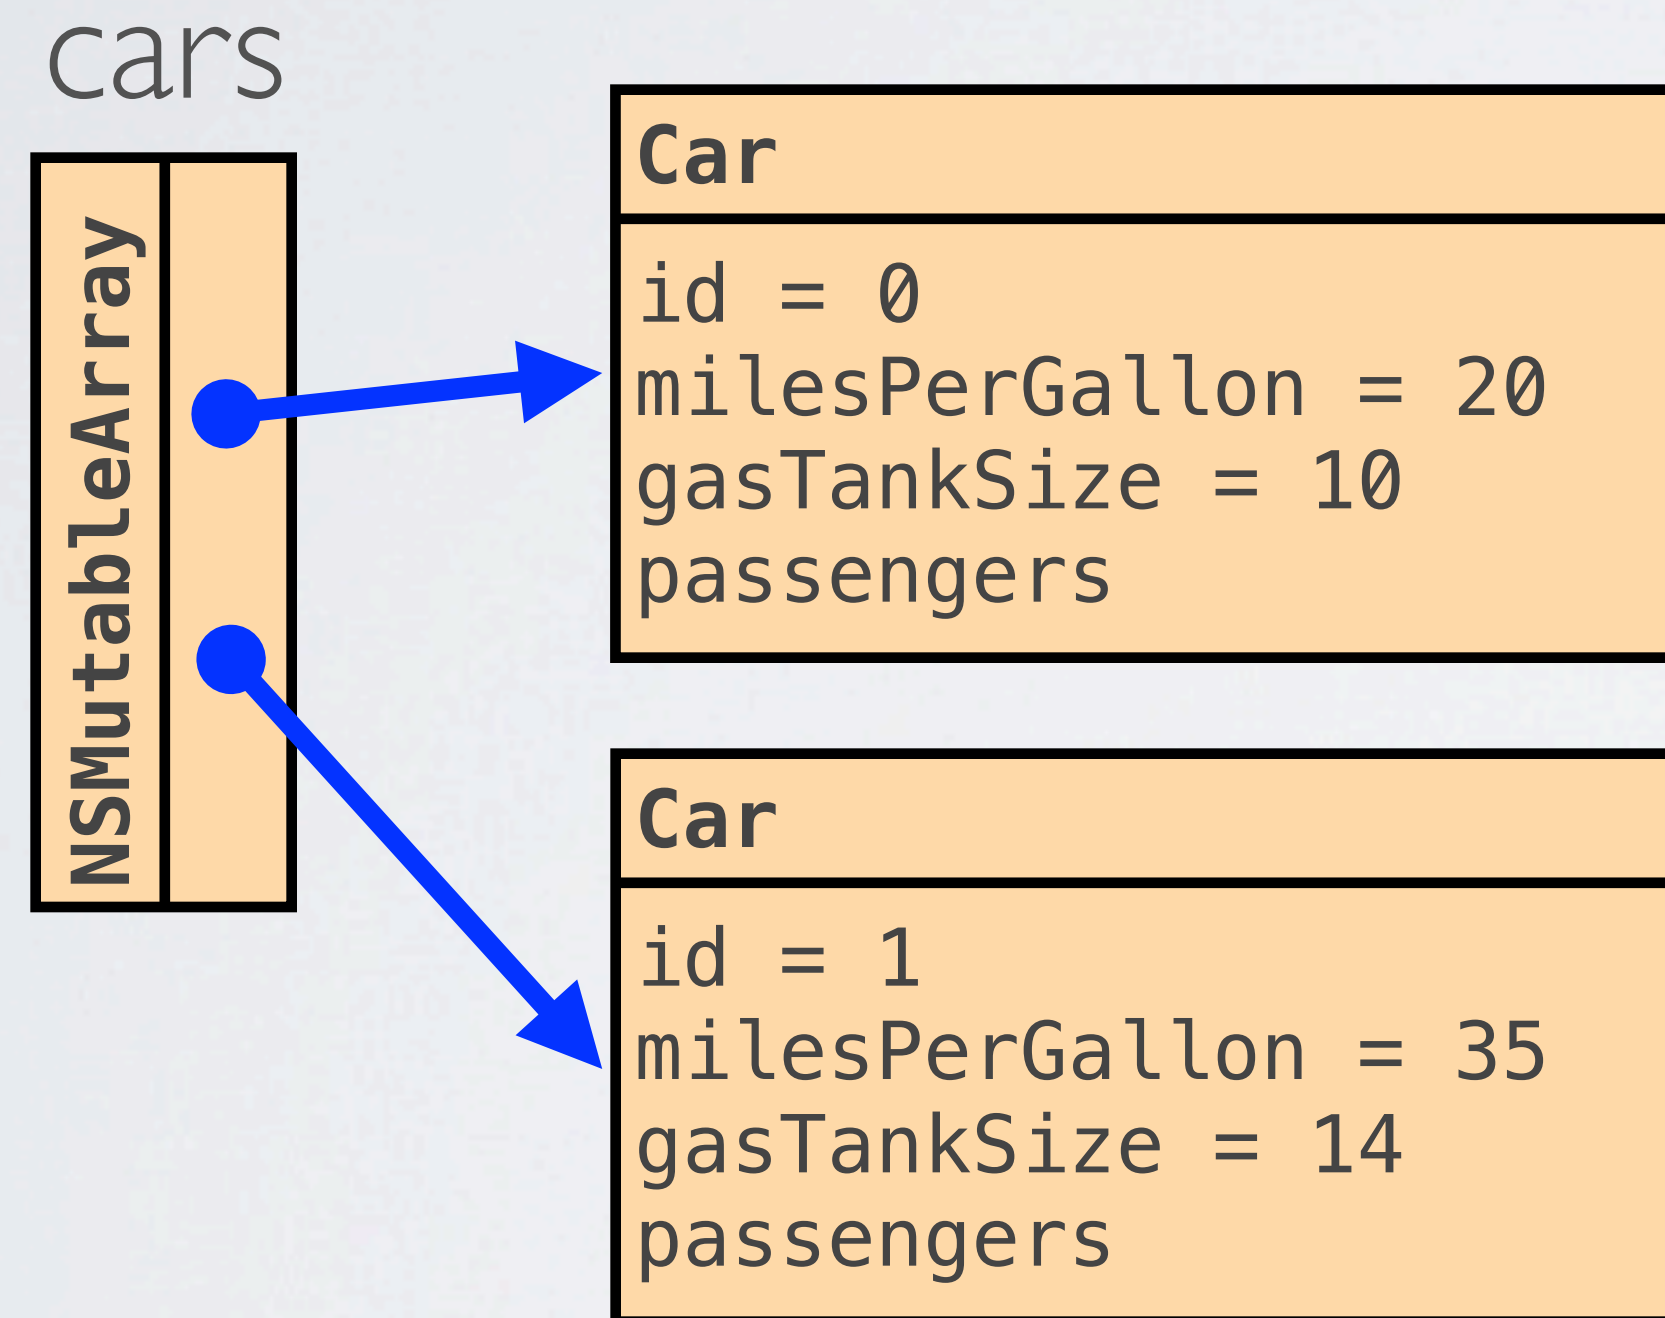 cars
NSMutableArray
Car
id = 0
milesPerGallon = 20
gasTankSize = 10
passengers
Car
id = 1
milesPerGallon = 35
gasTankSize = 14
passengers